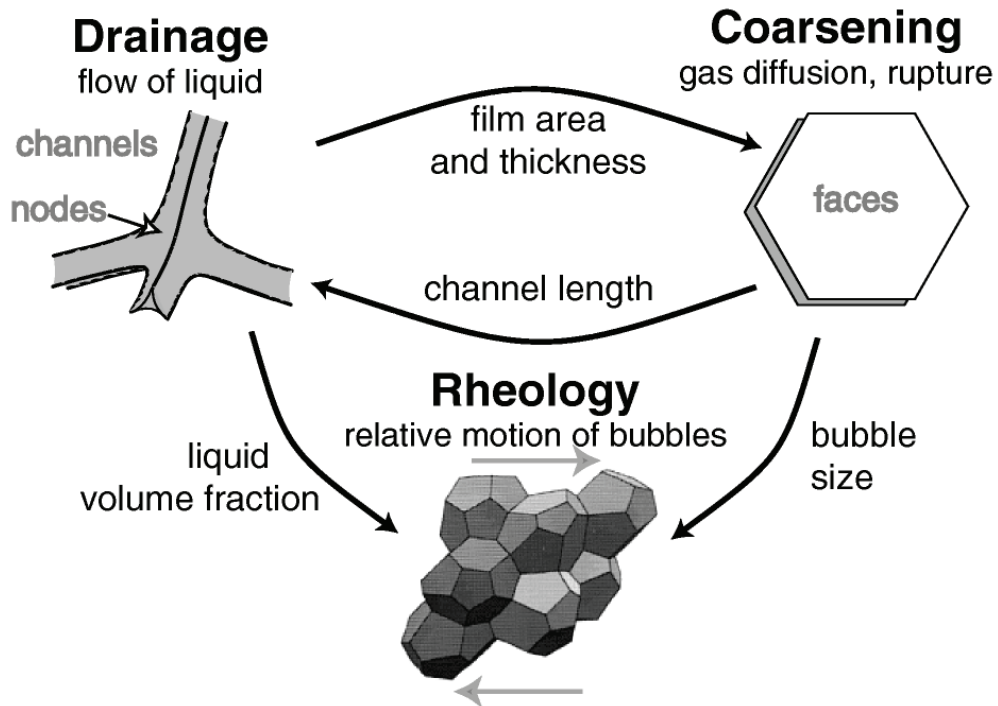 Drainage
flow of liquid
channels
nodes
film area
and thickness
Coarsening
gas diffusion, rupture
faces
channel length
Rheology
relative motion of bubbles
liquid
volume fraction
bubble
size